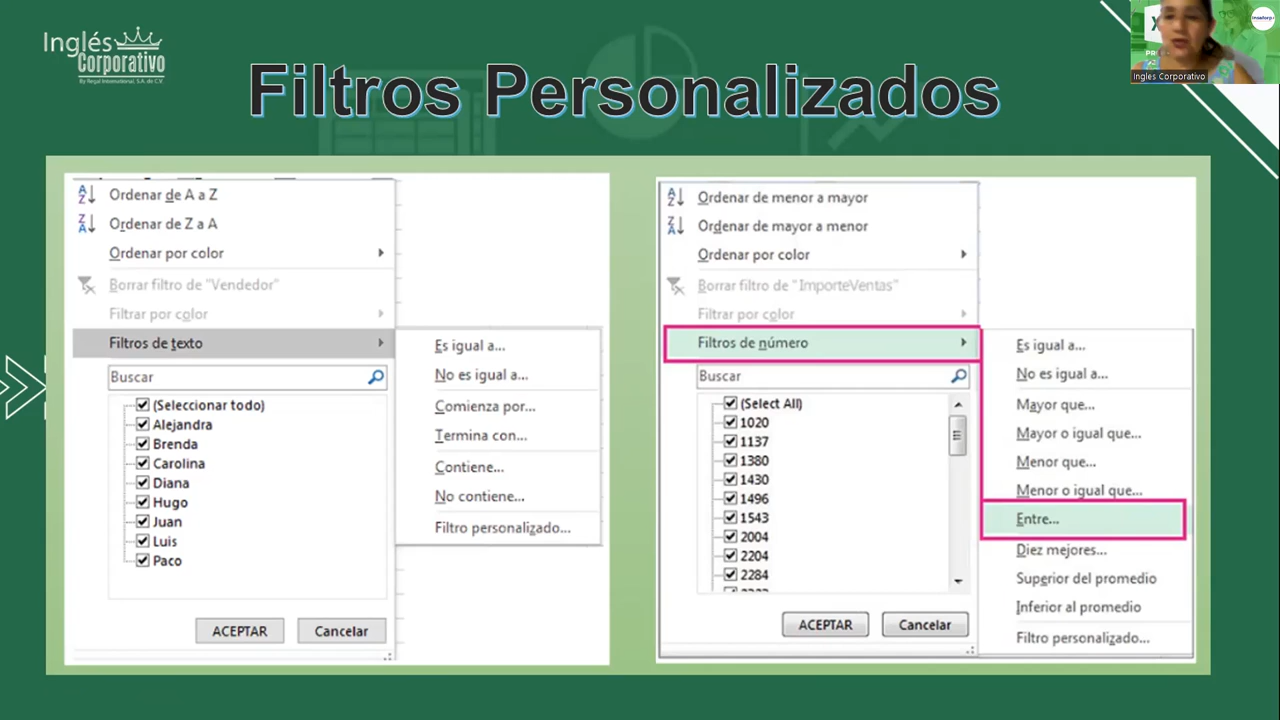 Inglés
Corporativo
By Regal International, S.A. de C.V.
Filtros Personalizados
Ingles Corporativo
Ordenar de A a Z
Ordenar de Z a A
Ordenar por color
Borrar filtro de "Vendedor"
Filtrar por color
Filtros de texto
Buscar
(Seleccionar todo)
Alejandra
Brenda
Carolina
Diana
Hugo
Juan
Luis
Paco
ACEPTAR
Cancelar
Es igual a...
No es igual a...
Comienza por...
Termina con...
Contiene...
No contiene...
Filtro personalizado...
Ordenar de menor a mayor
Ordenar de mayor a menor
Ordenar por color
Borrar filtro de "ImporteVentas"
Filtrar por color
Filtros de número
Buscar
(Select All)
1020
1137
1380
1430
1496
1543
2004
2204
2284
ACEPTAR
Cancelar
Es igual a...
No es igual a...
Mayor que...
Mayor o igual que...
Menor que...
Menor o igual que...
Entre...
Diez mejores...
Superior del promedio
Inferior al promedio
Filtro personalizado...